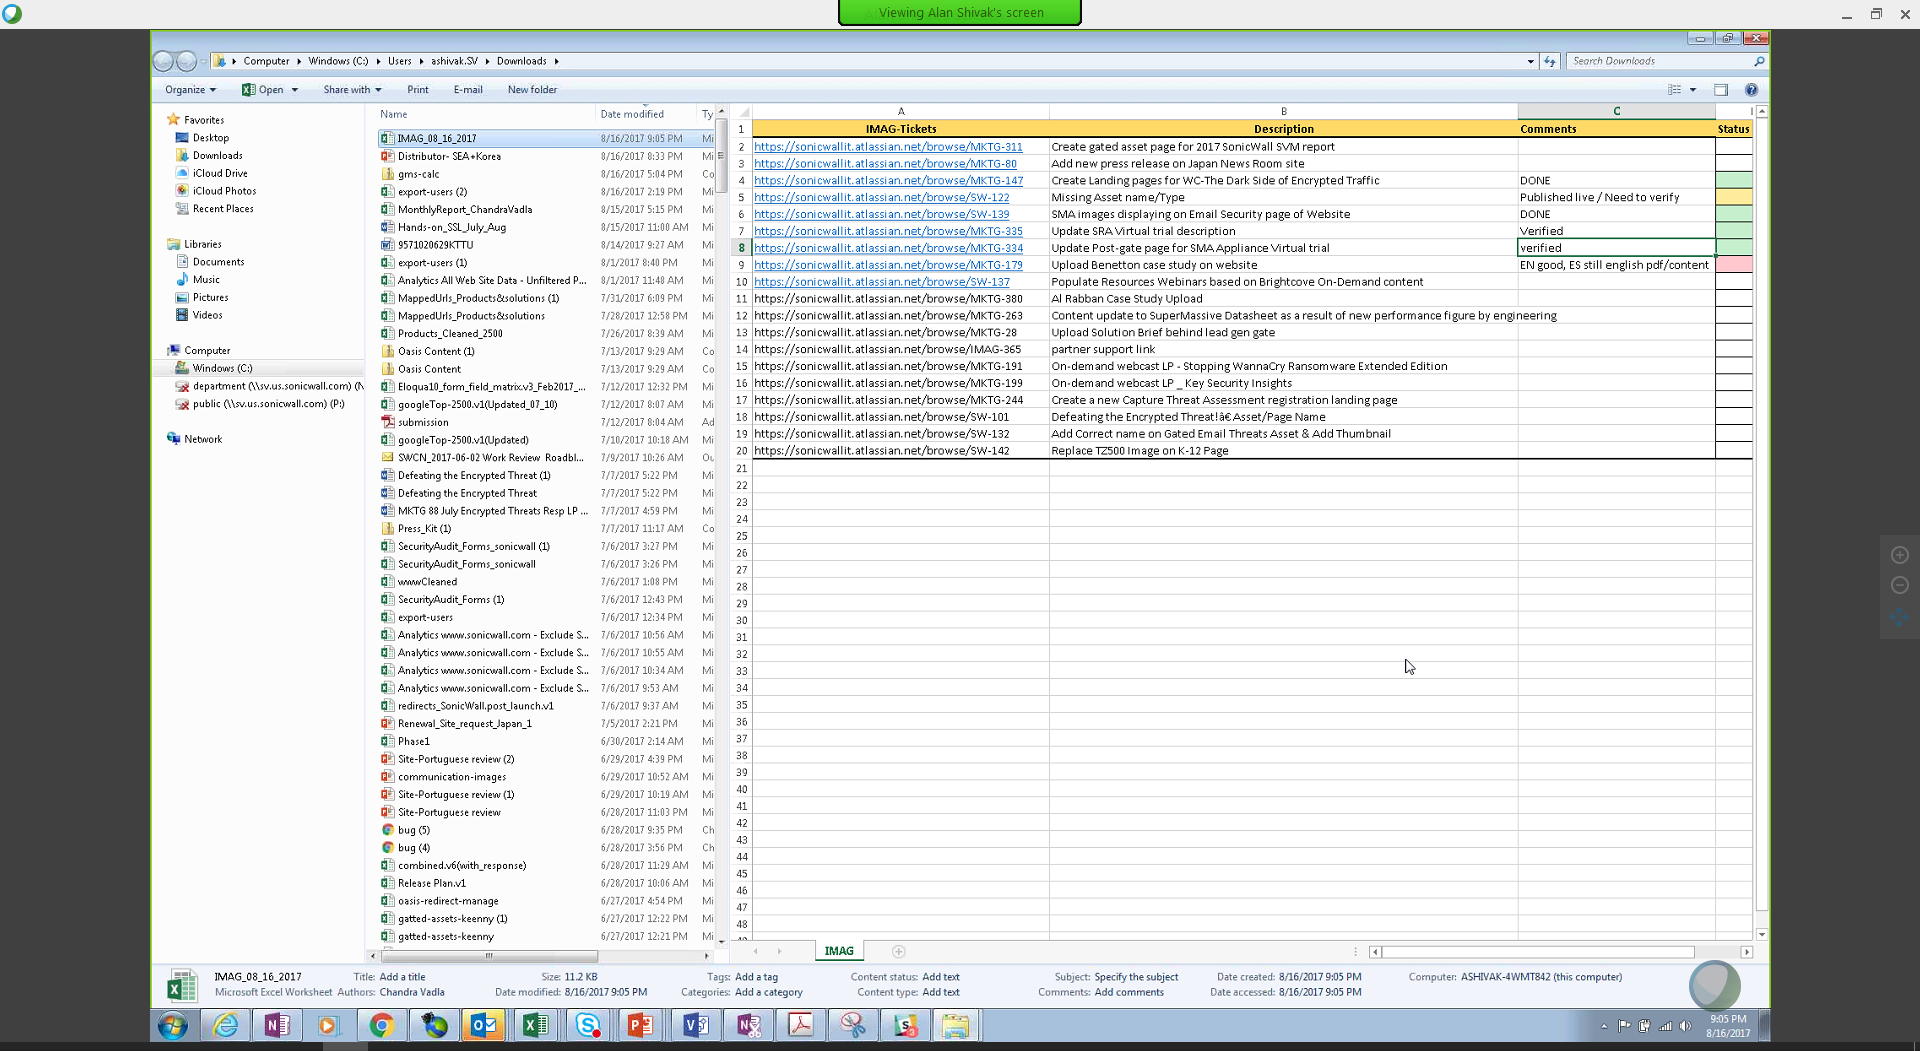 Viewing Alan Shivak's screen
Computer Windows (C:) Users ashivak.SV Downloads
Search Downloads
Organize Open Share with Print E-mail New folder
Favorites
Desktop
Downloads
iCloud Drive
iCloud Photos
Recent Places
Libraries
Documents
Music
Pictures
Videos
Computer
Windows (C:)
department (\\sv.us.sonicwall.com) (N
public (\\sv.us.sonicwall.com) (P:)
Network
Name Date modified Ty
IMAG_08_16_2017 8/16/2017 9:05 PM Mi
Distributor- SEA+Korea 8/16/2017 8:33 PM Mi
gms-calc 8/16/2017 5:04 PM Co
export-users (2) 8/16/2017 2:19 PM Mi
MonthlyReport_ChandraVadla 8/15/2017 5:15 PM Mi
Hands-on_SSL_July_Aug 8/15/2017 11:00 AM Mi
9571020629KTTU 8/14/2017 9:27 AM Mi
export-users (1) 8/1/2017 8:40 PM Mi
Analytics All Web Site Data - Unfiltered P... 8/1/2017 11:48 AM Mi
MappedUrls_Products&solutions (1) 7/31/2017 6:09 PM Mi
MappedUrls_Products&solutions 7/28/2017 12:58 PM Mi
Products_Cleaned_2500 7/26/2017 8:39 AM Mi
Oasis Content (1) 7/13/2017 9:29 AM Mi
Oasis Content 7/13/2017 9:29 AM Mi
Eloqua10_form_field_matrix.v3_Feb2017_... 7/12/2017 12:32 PM Mi
googleTop-2500.v1(Updated_07_10) 7/12/2017 8:07 AM Mi
submission 7/12/2017 8:04 AM Ad
googleTop-2500.v1(Updated) 7/10/2017 10:18 AM Mi
SWCN_2017-06-02 Work Review Roadbl... 7/9/2017 10:26 AM Ou
Defeating the Encrypted Threat (1) 7/7/2017 5:22 PM Mi
Defeating the Encrypted Threat 7/7/2017 5:22 PM Mi
MKTG 88 July Encrypted Threats Resp LP ... 7/7/2017 4:59 PM Mi
Press_Kit (1) 7/7/2017 11:17 AM Co
SecurityAudit_Forms_sonicwall (1) 7/6/2017 3:27 PM Mi
SecurityAudit_Forms_sonicwall 7/6/2017 3:26 PM Mi
wwwCleaned 7/6/2017 1:08 PM Mi
SecurityAudit_Forms (1) 7/6/2017 12:43 PM Mi
export-users 7/6/2017 12:34 PM Mi
Analytics www.sonicwall.com - Exclude S... 7/6/2017 10:56 AM Mi
Analytics www.sonicwall.com - Exclude S... 7/6/2017 10:55 AM Mi
Analytics www.sonicwall.com - Exclude S... 7/6/2017 10:34 AM Mi
Analytics www.sonicwall.com - Exclude S... 7/6/2017 9:53 AM Mi
redirects_SonicWall.post_launch.v1 7/6/2017 9:37 AM Mi
Renewal_Site_request_Japan_1 7/5/2017 2:21 PM Mi
Phase1 6/30/2017 2:14 AM Mi
Site-Portuguese review (2) 6/29/2017 4:39 PM Mi
communication-images 6/29/2017 10:52 AM Mi
Site-Portuguese review (1) 6/29/2017 10:19 AM Mi
Site-Portuguese review 6/28/2017 11:03 PM Mi
bug (5) 6/28/2017 9:35 PM Ch
bug (4) 6/28/2017 3:56 PM Ch
combined.v6(with_response) 6/28/2017 11:29 AM Mi
Release Plan.v1 6/28/2017 10:06 AM Mi
oasis-redirect-manage 6/27/2017 4:54 PM Mi
gatted-assets-keenny (1) 6/27/2017 12:22 PM Mi
gatted-assets-keenny 6/27/2017 12:21 PM Mi
A B C
1 IMAG-Tickets Description Comments Status
2 https://sonicwallit.atlassian.net/browse/MKTG-311 Create gated asset page for 2017 SonicWall SVM report
3 https://sonicwallit.atlassian.net/browse/MKTG-80 Add new press release on Japan News Room site
4 https://sonicwallit.atlassian.net/browse/MKTG-147 Create Landing pages for WC-The Dark Side of Encrypted Traffic DONE
5 https://sonicwallit.atlassian.net/browse/SW-122 Missing Asset name/Type Published live / Need to verify
6 https://sonicwallit.atlassian.net/browse/SW-139 SMA images displaying on Email Security page of Website DONE
7 https://sonicwallit.atlassian.net/browse/MKTG-335 Update SRA Virtual trial description Verified
8 https://sonicwallit.atlassian.net/browse/MKTG-334 Update Post-gate page for SMA Appliance Virtual trial verified
9 https://sonicwallit.atlassian.net/browse/MKTG-179 Upload Benetton case study on website EN good, ES still english pdf/content
10 https://sonicwallit.atlassian.net/browse/SW-137 Populate Resources Webinars based on Brightcove On-Demand content
11 https://sonicwallit.atlassian.net/browse/MKTG-380 Al Rabban Case Study Upload
12 https://sonicwallit.atlassian.net/browse/MKTG-263 Content update to SuperMassive Datasheet as a result of new performance figure by engineering
13 https://sonicwallit.atlassian.net/browse/MKTG-28 Upload Solution Brief behind lead gen gate
14 https://sonicwallit.atlassian.net/browse/IMAG-365 partner support link
15 https://sonicwallit.atlassian.net/browse/MKTG-191 On-demand webcast LP - Stopping WannaCry Ransomware Extended Edition
16 https://sonicwallit.atlassian.net/browse/MKTG-199 On-demand webcast LP _ Key Security Insights
17 https://sonicwallit.atlassian.net/browse/MKTG-244 Create a new Capture Threat Assessment registration landing page
18 https://sonicwallit.atlassian.net/browse/SW-101 Defeating the Encrypted Threat!â€ Asset/Page Name
19 https://sonicwallit.atlassian.net/browse/SW-132 Add Correct name on Gated Email Threats Asset & Add Thumbnail
20 https://sonicwallit.atlassian.net/browse/SW-142 Replace TZ500 Image on K-12 Page
21
22
23
24
25
26
27
28
29
30
31
32
33
34
35
36
37
38
39
40
41
42
43
44
45
46
47
48
IMAG
IMAG_08_16_2017 Title: Add a title Size: 11.2 KB Tags: Add a tag Content status: Add text Subject: Specify the subject Date created: 8/16/2017 9:05 PM Computer: ASHIVAK-4WMT842 (this computer)
Microsoft Excel Worksheet Authors: Chandra Vadla Date modified: 8/16/2017 9:05 PM Categories: Add a category Content type: Add text Comments: Add comments Date accessed: 8/16/2017 9:05 PM
9:05 PM
8/16/2017